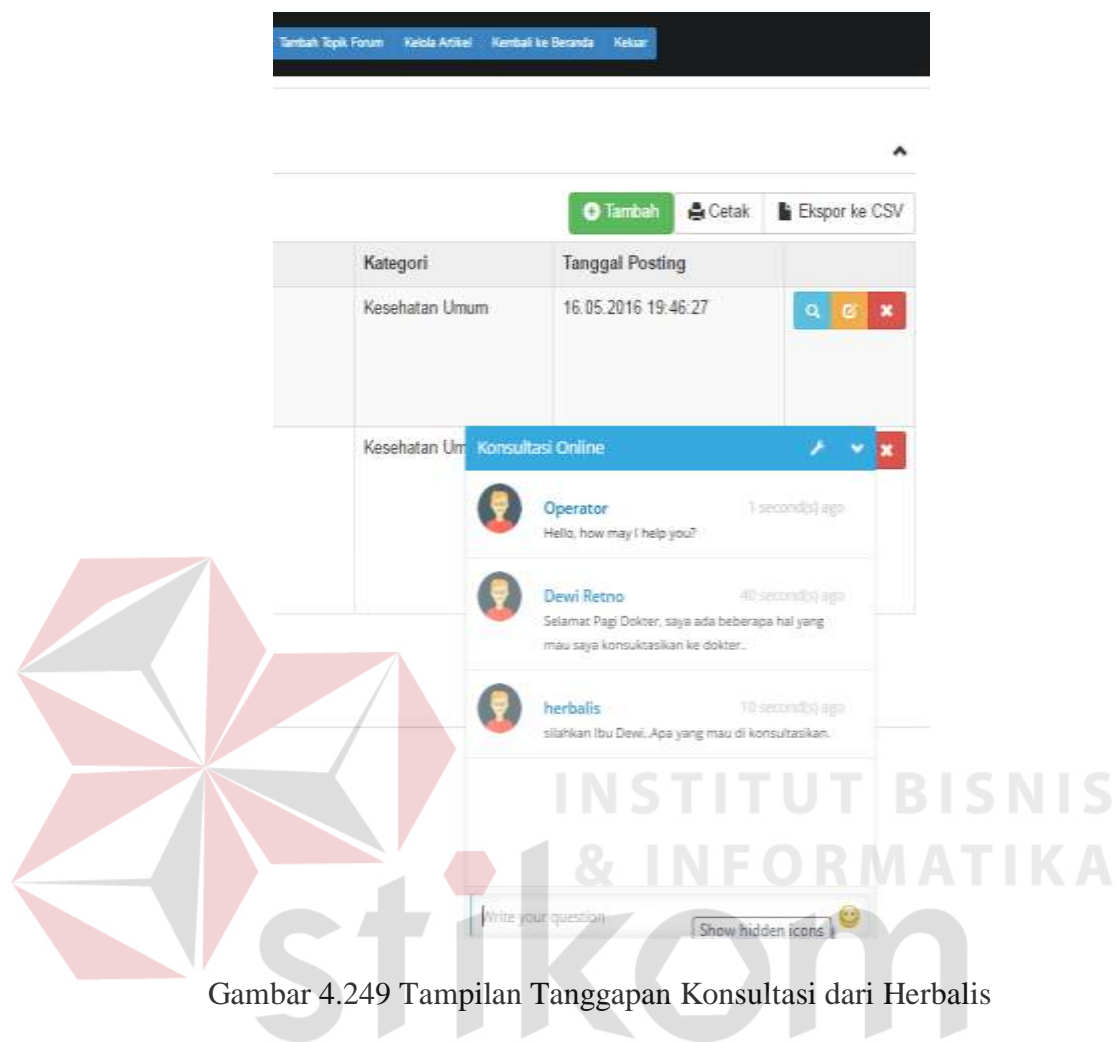 Tambah Topik Forum Kelola Artikel Kembali ke Beranda Keluar
Tambah Cetak Ekspor ke CSV
Kategori Tanggal Posting
Kesehatan Umum 16.05.2016 19:46:27
Kesehatan Um
Konsultasi Online
Operator 1 second(s) ago
Hello, how may I help you?
Dewi Retno 40 second(s) ago
Selamat Pagi Dokter, saya ada beberapa hal yang
mau saya konsuktasikan ke dokter..
herbalis 10 second(s) ago
silahkan Ibu Dewi..Apa yang mau di konsultasikan.
INSTITUT BISNIS
& INFORMATIKA
stikom
Write your question
Show hidden icons
Gambar 4.249 Tampilan Tanggapan Konsultasi dari Herbalis